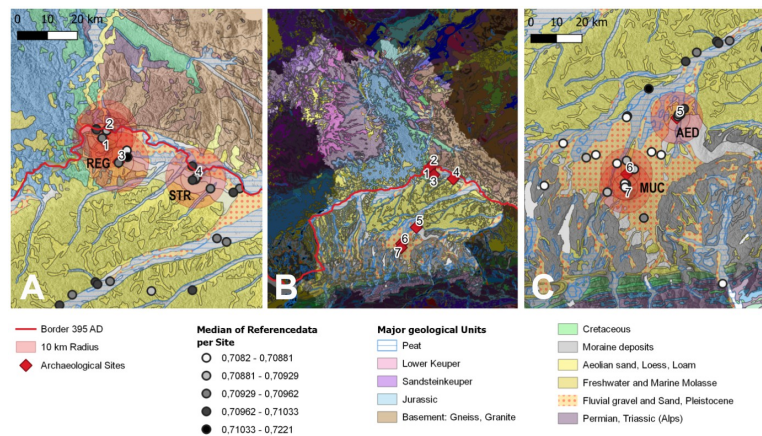 0 10 20 km
2
1
REG
3
4
STR
A
2
1
3
4
5
6
7
B
0 10 20 km
5
AED
6
MUC
7
C
Border 395 AD
10 km Radius
Archaeological Sites
Median of Referencedata
per Site
0,7082 - 0,70881
0,70881 - 0,70929
0,70929 - 0,70962
0,70962 - 0,71033
0,71033 - 0,7221
Major geological Units
Peat
Lower Keuper
Sandsteinkeuper
Jurassic
Basement: Gneiss, Granite
Cretaceous
Moraine deposits
Aeolian sand, Loess, Loam
Freshwater and Marine Molasse
Fluvial gravel and Sand, Pleistocene
Permian, Triassic (Alps)